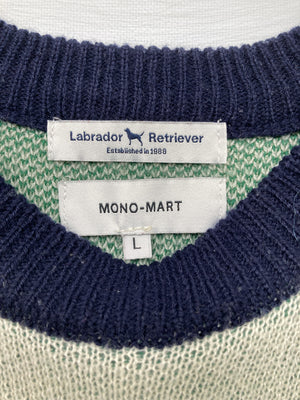 Labrador Retriever
Established in 1988
MONO-MART
L